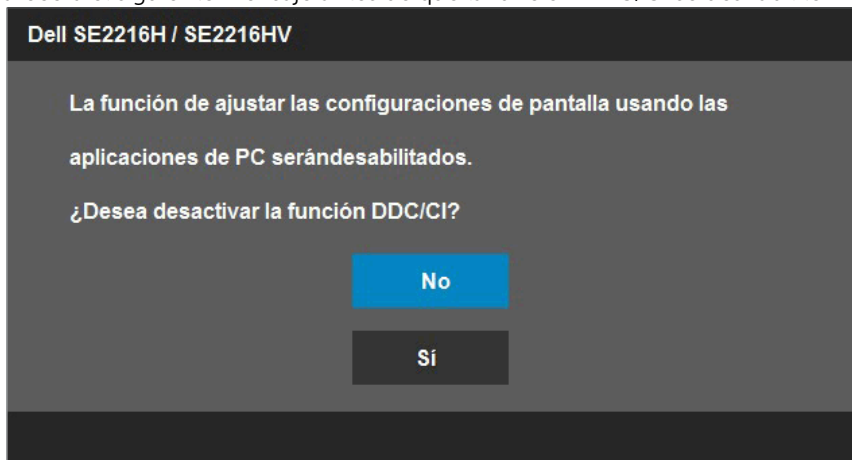 Dell SE2216H / SE2216HV
La función de ajustar las configuraciones de pantalla usando las
aplicaciones de PC serándesabilitados.
¿Desea desactivar la función DDC/CI?
No
Sí